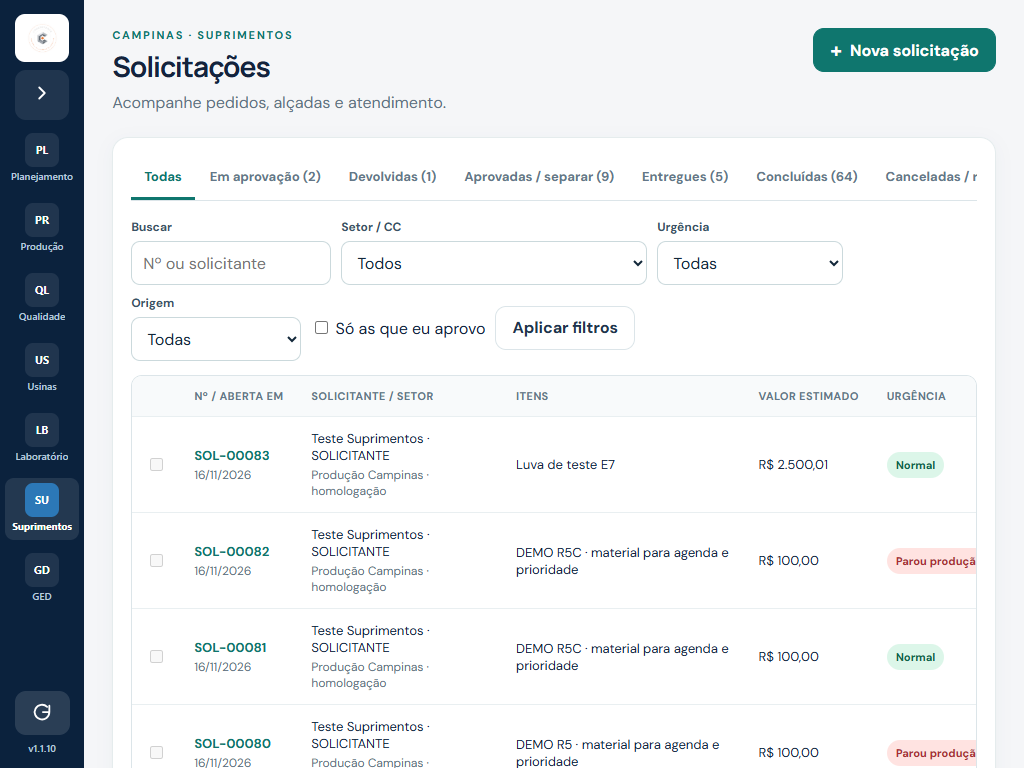 C
CAMPINAS · SUPRIMENTOS
Solicitações
Acompanhe pedidos, alçadas e atendimento.
+ Nova solicitação
PL
Planejamento
PR
Produção
QL
Qualidade
US
Usinas
LB
Laboratório
SU
Suprimentos
GD
GED
v1.1.10
Todas
Em aprovação (2)
Devolvidas (1)
Aprovadas / separar (9)
Entregues (5)
Concluídas (64)
Canceladas / r
Buscar
Setor / CC
Urgência
Nº ou solicitante
Todos
Todas
Origem
Todas
Só as que eu aprovo
Aplicar filtros
Nº / ABERTA EM
SOLICITANTE / SETOR
ITENS
VALOR ESTIMADO
URGÊNCIA
SOL-00083
16/11/2026
Teste Suprimentos ·
SOLICITANTE
Produção Campinas ·
homologação
Luva de teste E7
R$ 2.500,01
Normal
SOL-00082
16/11/2026
Teste Suprimentos ·
SOLICITANTE
Produção Campinas ·
homologação
DEMO R5C · material para agenda e
prioridade
R$ 100,00
Parou produçã
SOL-00081
16/11/2026
Teste Suprimentos ·
SOLICITANTE
Produção Campinas ·
homologação
DEMO R5C · material para agenda e
prioridade
R$ 100,00
Normal
SOL-00080
16/11/2026
Teste Suprimentos ·
SOLICITANTE
Produção Campinas ·
DEMO R5 · material para agenda e
prioridade
R$ 100,00
Parou produçã